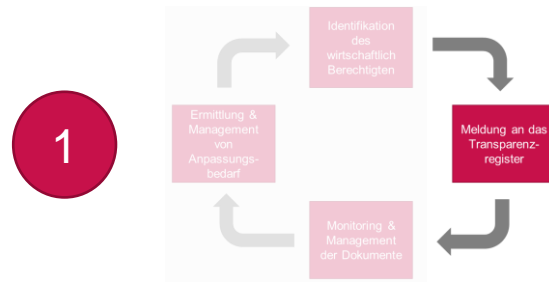 1
Identifikation
des
wirtschaftlich
Berechtigten
Ermittlung &
Management
von
Anpassungs-
bedarf
Meldung an das
Transparenz-
register
Monitoring &
Management
der Dokumente